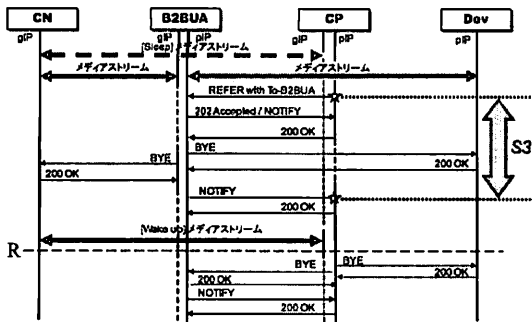 CN B2BUA CP Dev
gIP gIP pIP gIP pIP pIP
[Sleep]メディアストリーム
メディアストリーム メディアストリーム
REFER with To-B2BUA
202 Accepted / NOTIFY
200 OK
BYE
BYE 200 OK
200 OK
S3
NOTIFY
200 OK
[Wake up]メディアストリーム
R
BYE BYE
200 OK 200 OK
NOTIFY
200 OK